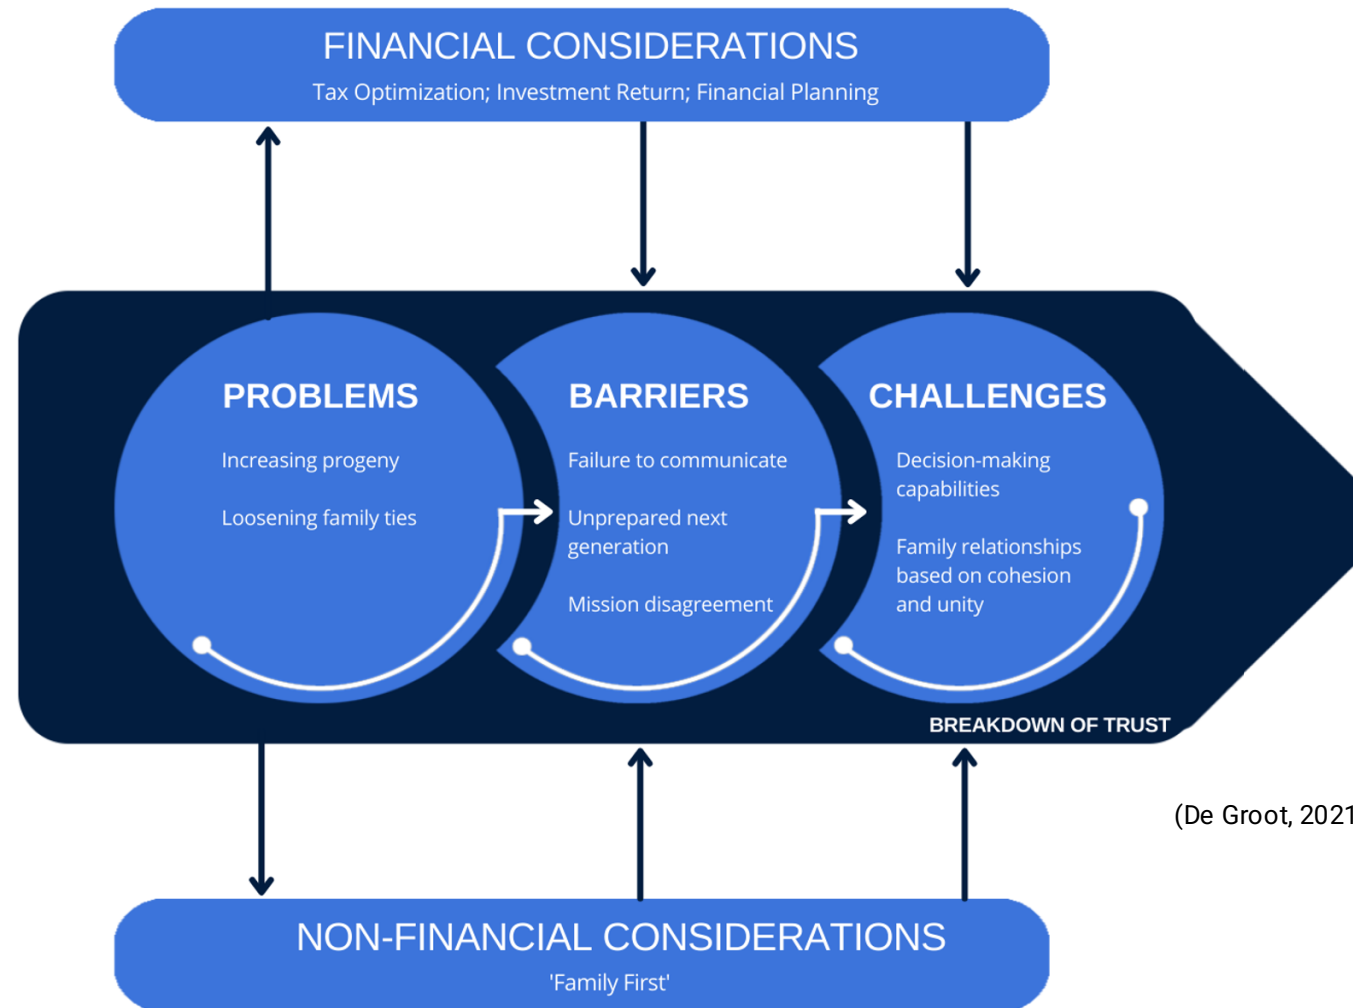 FINANCIAL CONSIDERATIONS
Tax Optimization; Investment Return; Financial Planning
PROBLEMS
Increasing progeny
Loosening family ties
BARRIERS
Failure to communicate
Unprepared next
generation
Mission disagreement
CHALLENGES
Decision-making
capabilities
Family relationships
based on cohesion
and unity
BREAKDOWN OF TRUST
(De Groot, 2021
NON-FINANCIAL CONSIDERATIONS
'Family First'